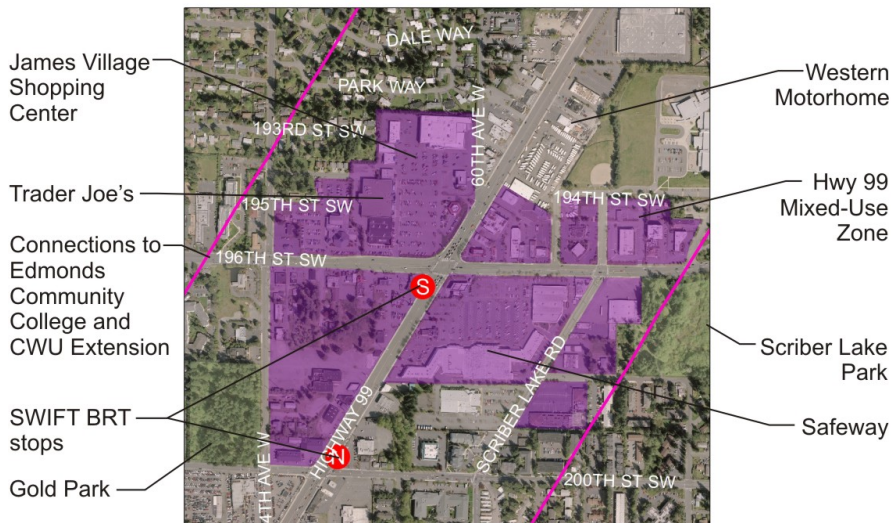 James Village
Shopping
Center
Trader Joe's
Connections to
Edmonds
Community
College and
CWU Extension
SWIFT BRT
stops
Gold Park
DALE WAY
PARK WAY
193RD ST SW
60TH AVE W
195TH ST SW
194TH ST SW
196TH ST SW
S
HIGHWAY 99
SCRIBER LAKE RD
N
4TH AVE W
200TH ST SW
Western
Motorhome
Hwy 99
Mixed-Use
Zone
Scriber Lake
Park
Safeway